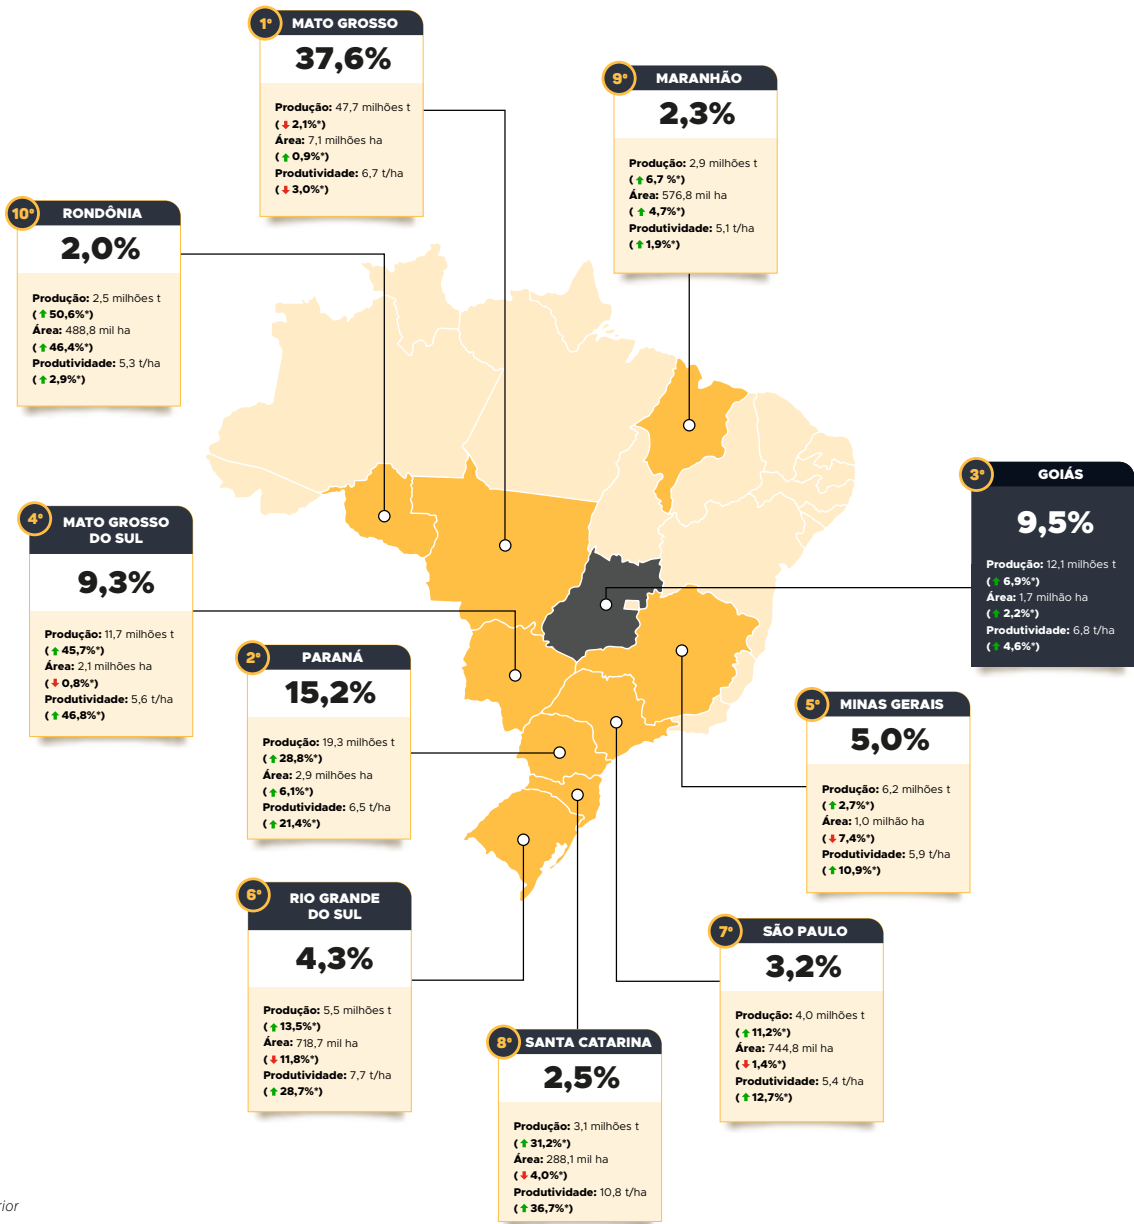 1º MATO GROSSO
37,6%
Produção: 47,7 milhões t
(2,1%*)
Área: 7,1 milhões ha
(0,9%*)
Produtividade: 6,7 t/ha
(3,0%*)
9º MARANHÃO
2,3%
Produção: 2,9 milhões t
(6,7 %*)
Área: 576,8 mil ha
(4,7%*)
Produtividade: 5,1 t/ha
(1,9%*)
10º RONDÔNIA
2,0%
Produção: 2,5 milhões t
(50,6%*)
Área: 488,8 mil ha
(46,4%*)
Produtividade: 5,3 t/ha
(2,9%*)
3º GOIÁS
9,5%
Produção: 12,1 milhões t
(6,9%*)
Área: 1,7 milhão ha
(2,2%*)
Produtividade: 6,8 t/ha
(4,6%*)
4º MATO GROSSO
DO SUL
9,3%
Produção: 11,7 milhões t
(45,7%*)
Área: 2,1 milhões ha
(0,8%*)
Produtividade: 5,6 t/ha
(46,8%*)
2º PARANÁ
15,2%
Produção: 19,3 milhões t
(28,8%*)
Área: 2,9 milhões ha
(6,1%*)
Produtividade: 6,5 t/ha
(21,4%*)
5º MINAS GERAIS
5,0%
Produção: 6,2 milhões t
(2,7%*)
Área: 1,0 milhão ha
(7,4%*)
Produtividade: 5,9 t/ha
(10,9%*)
6º RIO GRANDE
DO SUL
4,3%
Produção: 5,5 milhões t
(13,5%*)
Área: 718,7 mil ha
(11,8%*)
Produtividade: 7,7 t/ha
(28,7%*)
7º SÃO PAULO
3,2%
Produção: 4,0 milhões t
(11,2%*)
Área: 744,8 mil ha
(1,4%*)
Produtividade: 5,4 t/ha
(12,7%*)
8º SANTA CATARINA
2,5%
Produção: 3,1 milhões t
(31,2%*)
Área: 288,1 mil ha
(4,0%*)
Produtividade: 10,8 t/ha
(36,7%*)
rior